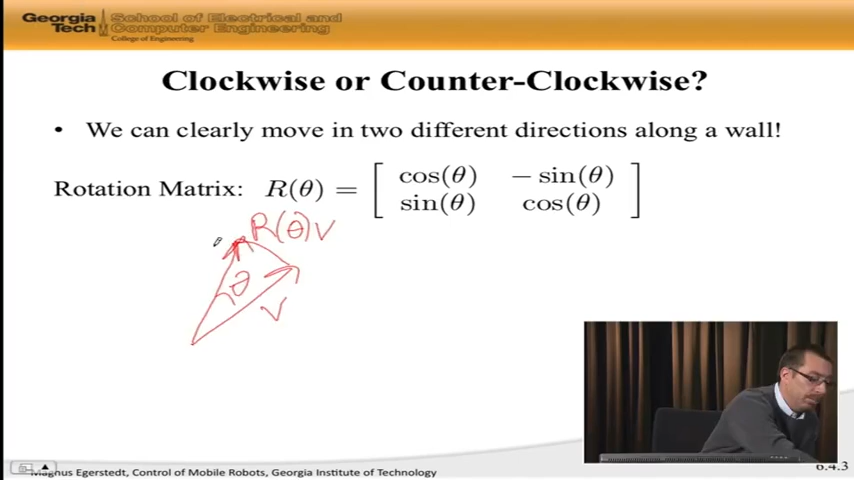 Georgia Tech School of Electrical and Computer Engineering
College of Engineering
Clockwise or Counter-Clockwise?
• We can clearly move in two different directions along a wall!
Rotation Matrix: R(θ) = [ cos(θ) − sin(θ)
sin(θ) cos(θ) ]
R(θ)v
θ
v
Magnus Egerstedt, Control of Mobile Robots, Georgia Institute of Technology
6.4.3